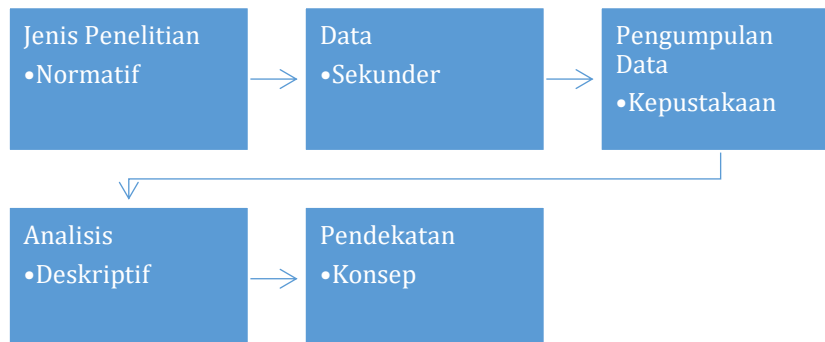 Jenis Penelitian
•Normatif
Data
•Sekunder
Pengumpulan
Data
•Kepustakaan
Analisis
•Deskriptif
Pendekatan
•Konsep